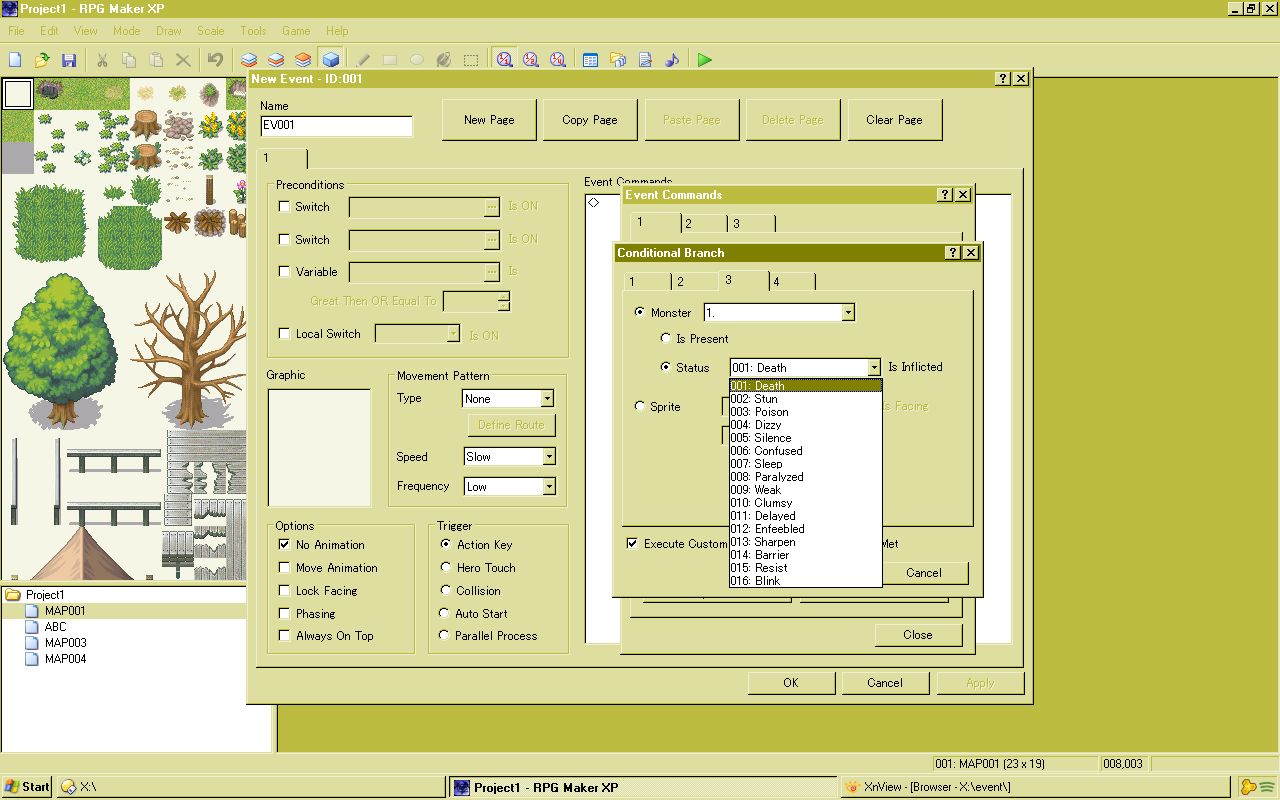 Project1 - RPG Maker XP
File Edit View Mode Draw Scale Tools Game Help
New Event - ID:001
Name
EV001
New Page
Copy Page
Paste Page
Delete Page
Clear Page
1
Preconditions
Switch
Is ON
Switch
Is ON
Variable
Is
Great Then OR Equal To
Local Switch
Is ON
Graphic
Movement Pattern
Type
None
Define Route
Speed
Slow
Frequency
Low
Options
No Animation
Move Animation
Lock Facing
Phasing
Always On Top
Trigger
Action Key
Hero Touch
Collision
Auto Start
Parallel Process
Event Commands
Event Commands
1 2 3
Conditional Branch
1 2 3 4
Monster
1.
Is Present
Status
001: Death
Is Inflicted
Sprite
Is Facing
001: Death
002: Stun
003: Poison
004: Dizzy
005: Silence
006: Confused
007: Sleep
008: Paralyzed
009: Weak
010: Clumsy
011: Delayed
012: Enfeebled
013: Sharpen
014: Barrier
015: Resist
016: Blink
Execute Custom
Met
Cancel
Close
OK
Cancel
Apply
Project1
MAP001
ABC
MAP003
MAP004
001: MAP001 (23 x 19)
008,003
Start
X:\
Project1 - RPG Maker XP
XnView - [Browser - X:\event\]